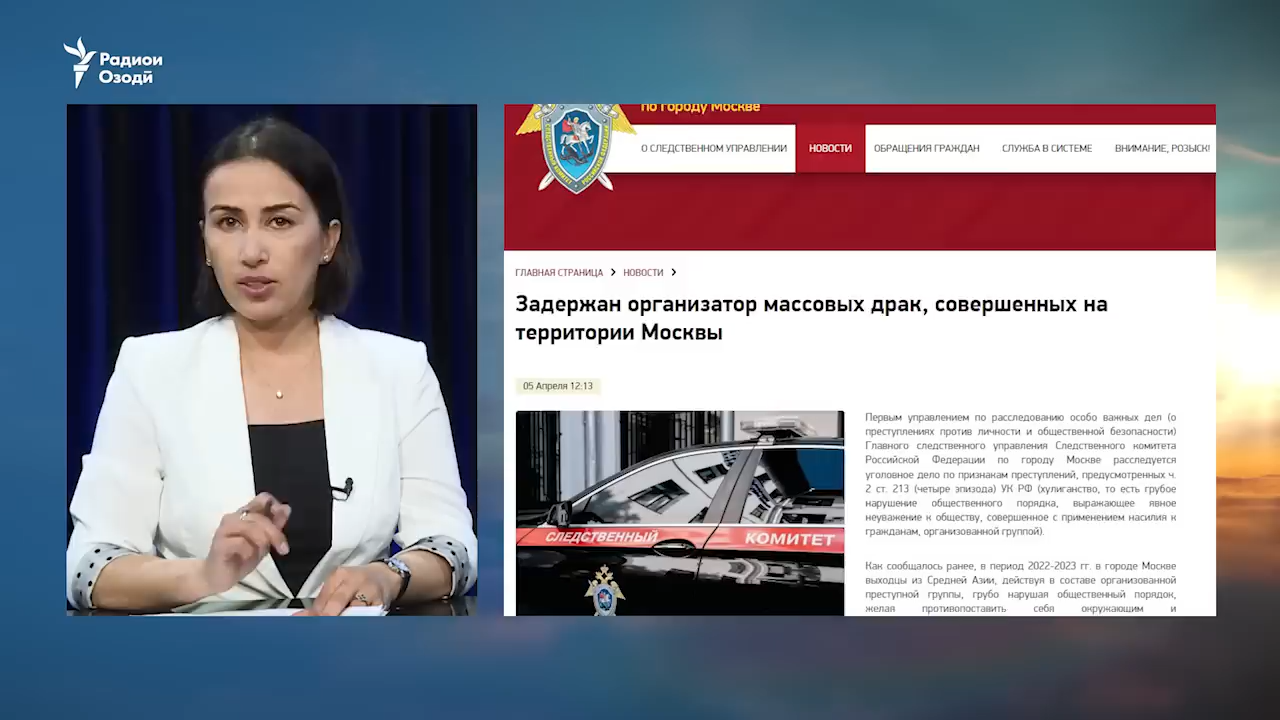 Радиои
Озодӣ
по городу Москве
О СЛЕДСТВЕННОМ УПРАВЛЕНИИ НОВОСТИ ОБРАЩЕНИЯ ГРАЖДАН СЛУЖБА В СИСТЕМЕ ВНИМАНИЕ, РОЗЫСК!
ГЛАВНАЯ СТРАНИЦА > НОВОСТИ >
Задержан организатор массовых драк, совершенных на
территории Москвы
05 Апреля 12:13
Первым управлением по расследованию особо важных дел (о
преступлениях против личности и общественной безопасности)
Главного следственного управления Следственного комитета
Российской Федерации по городу Москве расследуется
уголовное дело по признакам преступлений, предусмотренных ч.
2 ст. 213 (четыре эпизода) УК РФ (хулиганство, то есть грубое
нарушение общественного порядка, выражающее явное
неуважение к обществу, совершенное с применением насилия к
гражданам, организованной группой).
Как сообщалось ранее, в период 2022-2023 гг. в городе Москве
выходцы из Средней Азии, действуя в составе организованной
преступной группы, грубо нарушая общественный порядок,
желая противопоставить себя окружающим и
СЛЕДСТВЕННЫЙ КОМИТЕТ